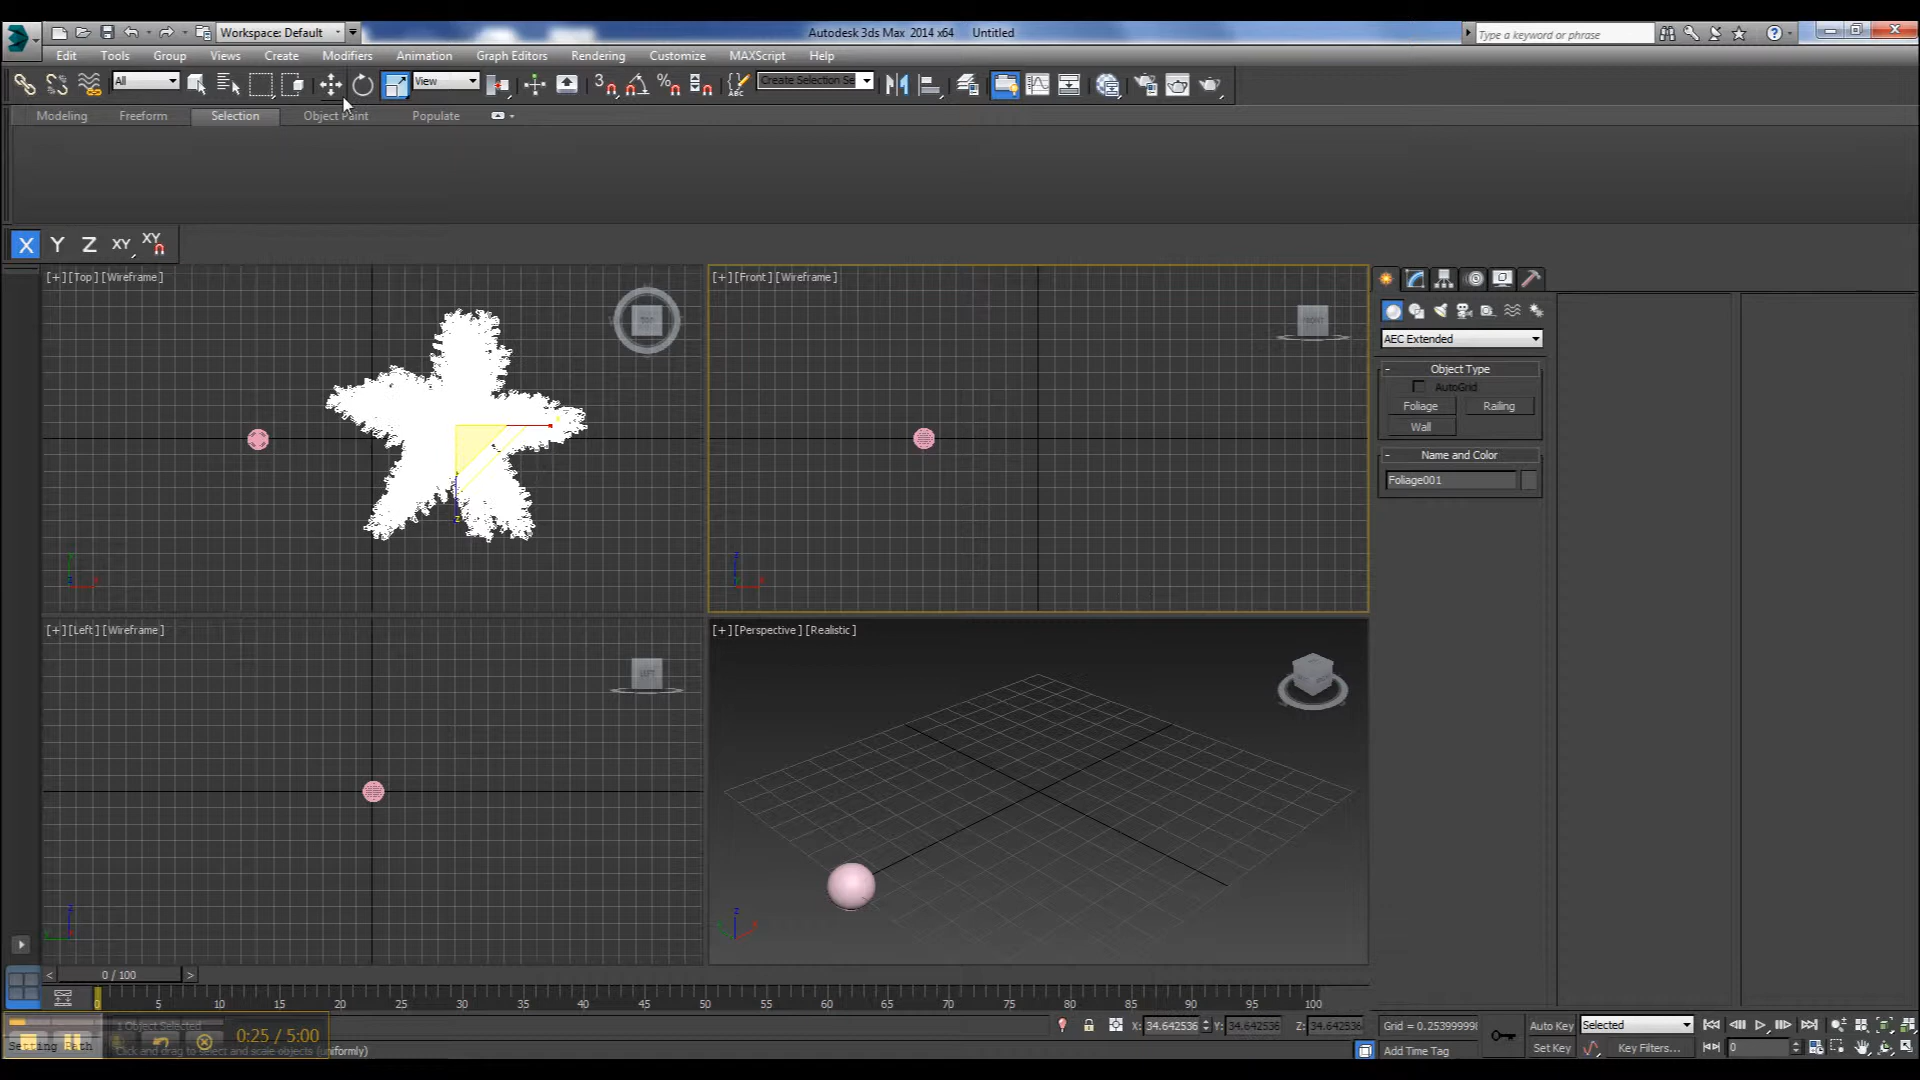 Workspace: Default
Autodesk 3ds Max 2014 x64 Untitled
Type a keyword or phrase
Edit Tools Group Views Create Modifiers Animation Graph Editors Rendering Customize MAXScript Help
All View Create Selection Se
Modeling Freeform Selection Object Paint Populate
X Y Z XY XY
[+] [Top] [Wireframe]
[+] [Front] [Wireframe]
TOP
FRONT
AEC Extended
- Object Type
AutoGrid
Foliage Railing
Wall
- Name and Color
Foliage001
z
[+] [Left] [Wireframe]
[+] [Perspective] [Realistic]
LEFT
< 0 / 100 >
0 5 10 15 20 25 30 35 40 45 50 55 60 65 70 75 80 85 90 95 100
1 Object Selected
0:25 / 5:00
Click and drag to select and scale objects (uniformly)
X: 34.642536 Y: 34.642536 Z: 34.642536
Auto Key Selected
Add Time Tag
Set Key Key Filters... 0